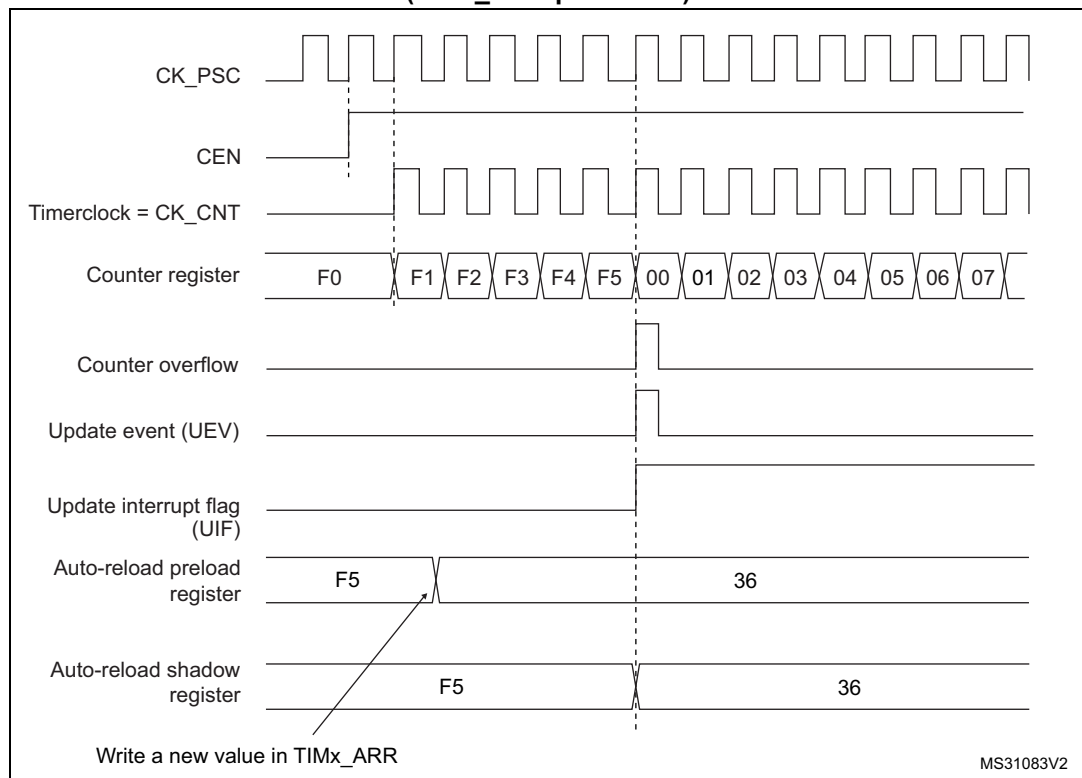 CK_PSC
CEN
Timerclock = CK_CNT
Counter register
F0 F1 F2 F3 F4 F5 00 01 02 03 04 05 06 07
Counter overflow
Update event (UEV)
Update interrupt flag
(UIF)
Auto-reload preload
register
F5 36
Auto-reload shadow
register
F5 36
Write a new value in TIMx_ARR
MS31083V2